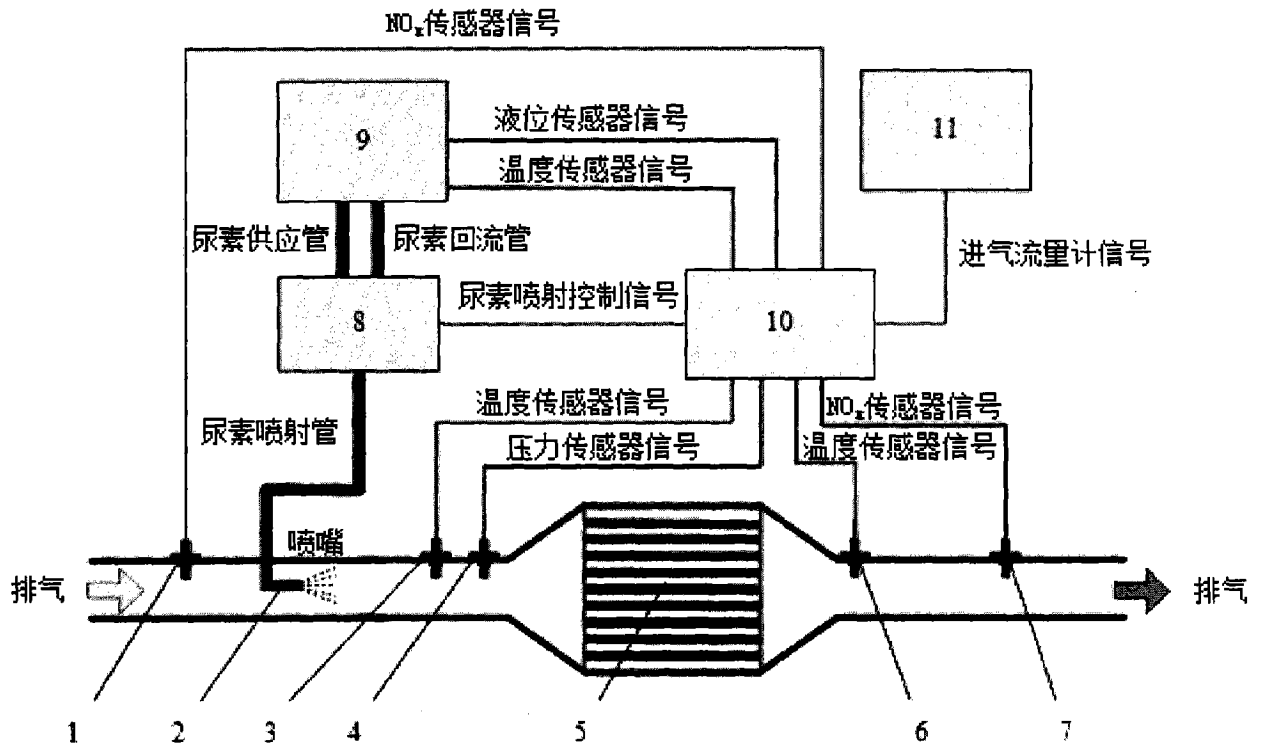 NOx传感器信号
9
液位传感器信号
11
温度传感器信号
尿素供应管
尿素回流管
进气流量计信号
尿素喷射控制信号
8
10
温度传感器信号
NOx传感器信号
尿素喷射管
压力传感器信号
温度传感器信号
喷嘴
排气
排气
1
2
3
4
5
6
7